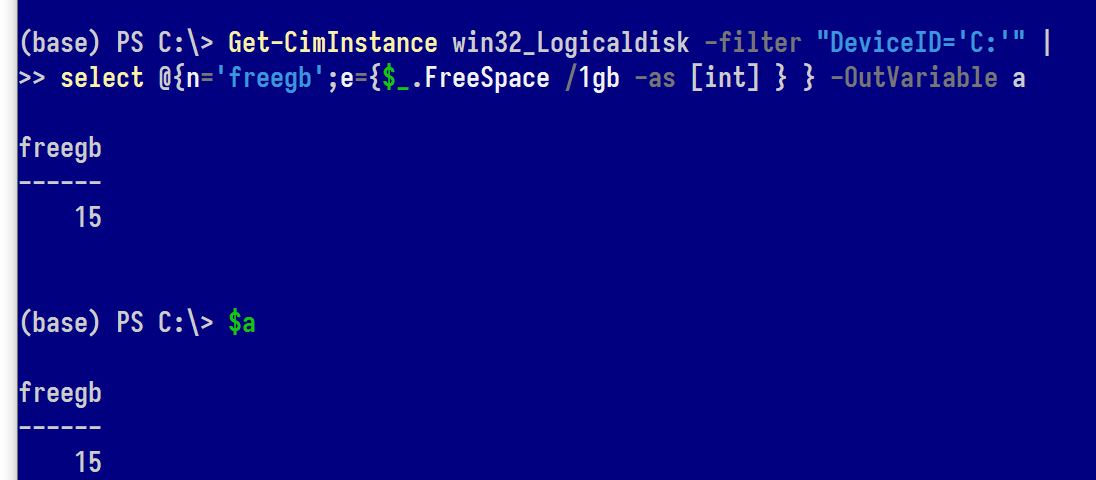 (base) PS C:\> Get-CimInstance win32_Logicaldisk -filter "DeviceID='C:'" |
>> select @{n='freegb';e={$_.FreeSpace /1gb -as [int] } } -OutVariable a
freegb
------
15
(base) PS C:\> $a
freegb
------
15